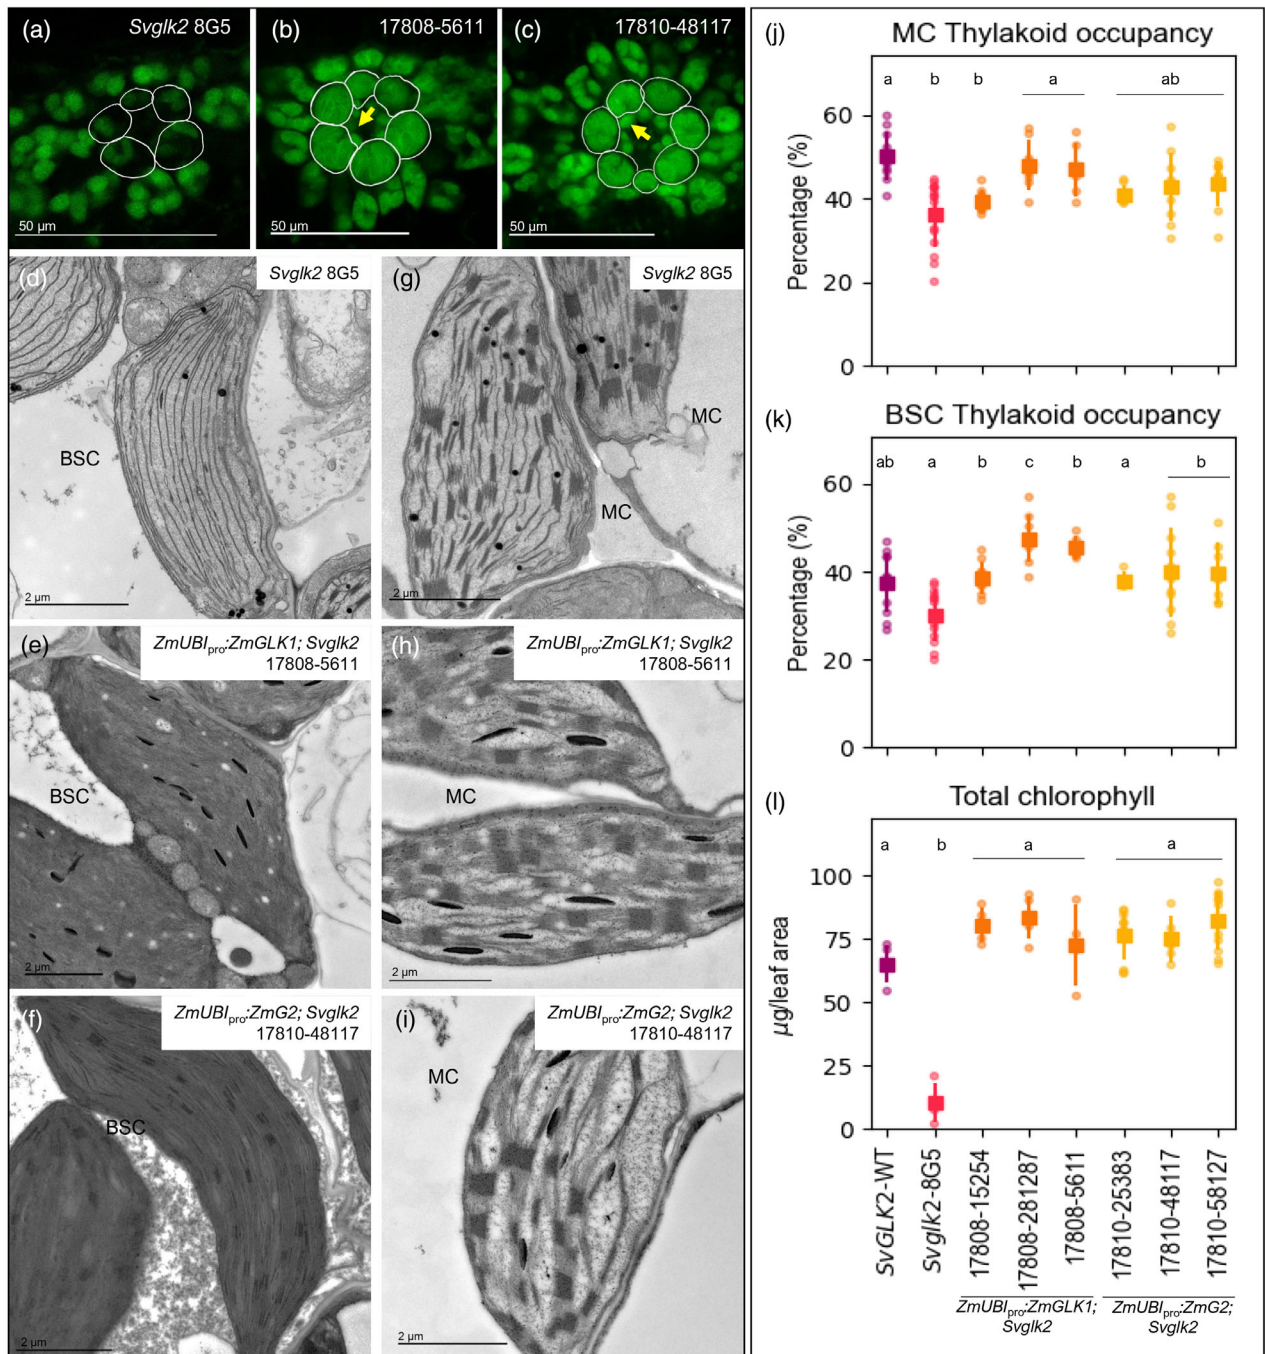 (a)
Svglk2 8G5
50 µm
(b)
17808-5611
50 µm
(c)
17810-48117
50 µm
(d)
Svglk2 8G5
BSC
2 µm
(g)
Svglk2 8G5
MC
MC
2 µm
(e)
ZmUBIpro:ZmGLK1; Svglk2
17808-5611
BSC
2 µm
(h)
ZmUBIpro:ZmGLK1; Svglk2
17808-5611
MC
2 µm
(f)
ZmUBIpro:ZmG2; Svglk2
17810-48117
BSC
2 µm
(i)
ZmUBIpro:ZmG2; Svglk2
17810-48117
MC
2 µm
(j)
MC Thylakoid occupancy
a b b a ab
Percentage (%)
60
40
20
0
(k)
BSC Thylakoid occupancy
ab a b c b a b
Percentage (%)
60
40
20
0
(l)
Total chlorophyll
a b a a
µg/leaf area
100
75
50
25
0
SvGLK2-WT
Svglk2-8G5
17808-15254
17808-281287
17808-5611
17810-25383
17810-48117
17810-58127
ZmUBIpro:ZmGLK1;
Svglk2
ZmUBIpro:ZmG2;
Svglk2